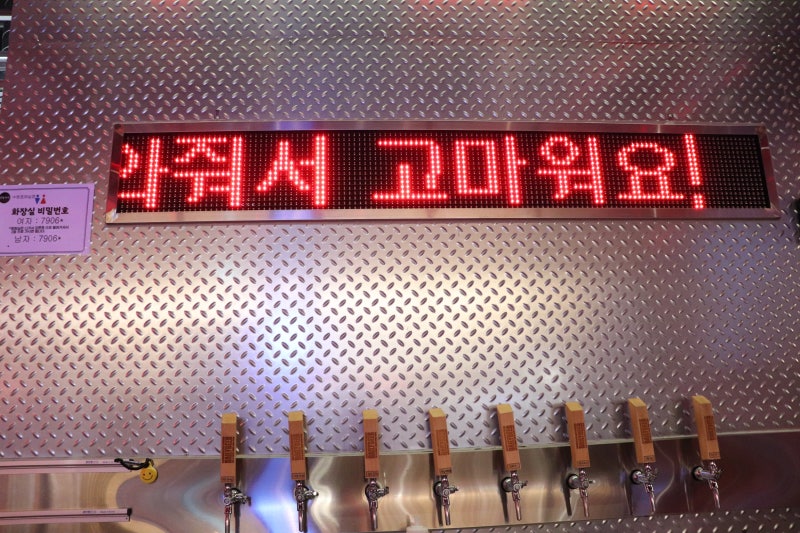 아줘서 고마워요!
화장실 비밀번호
여자 : 7906*
남자 : 7906*